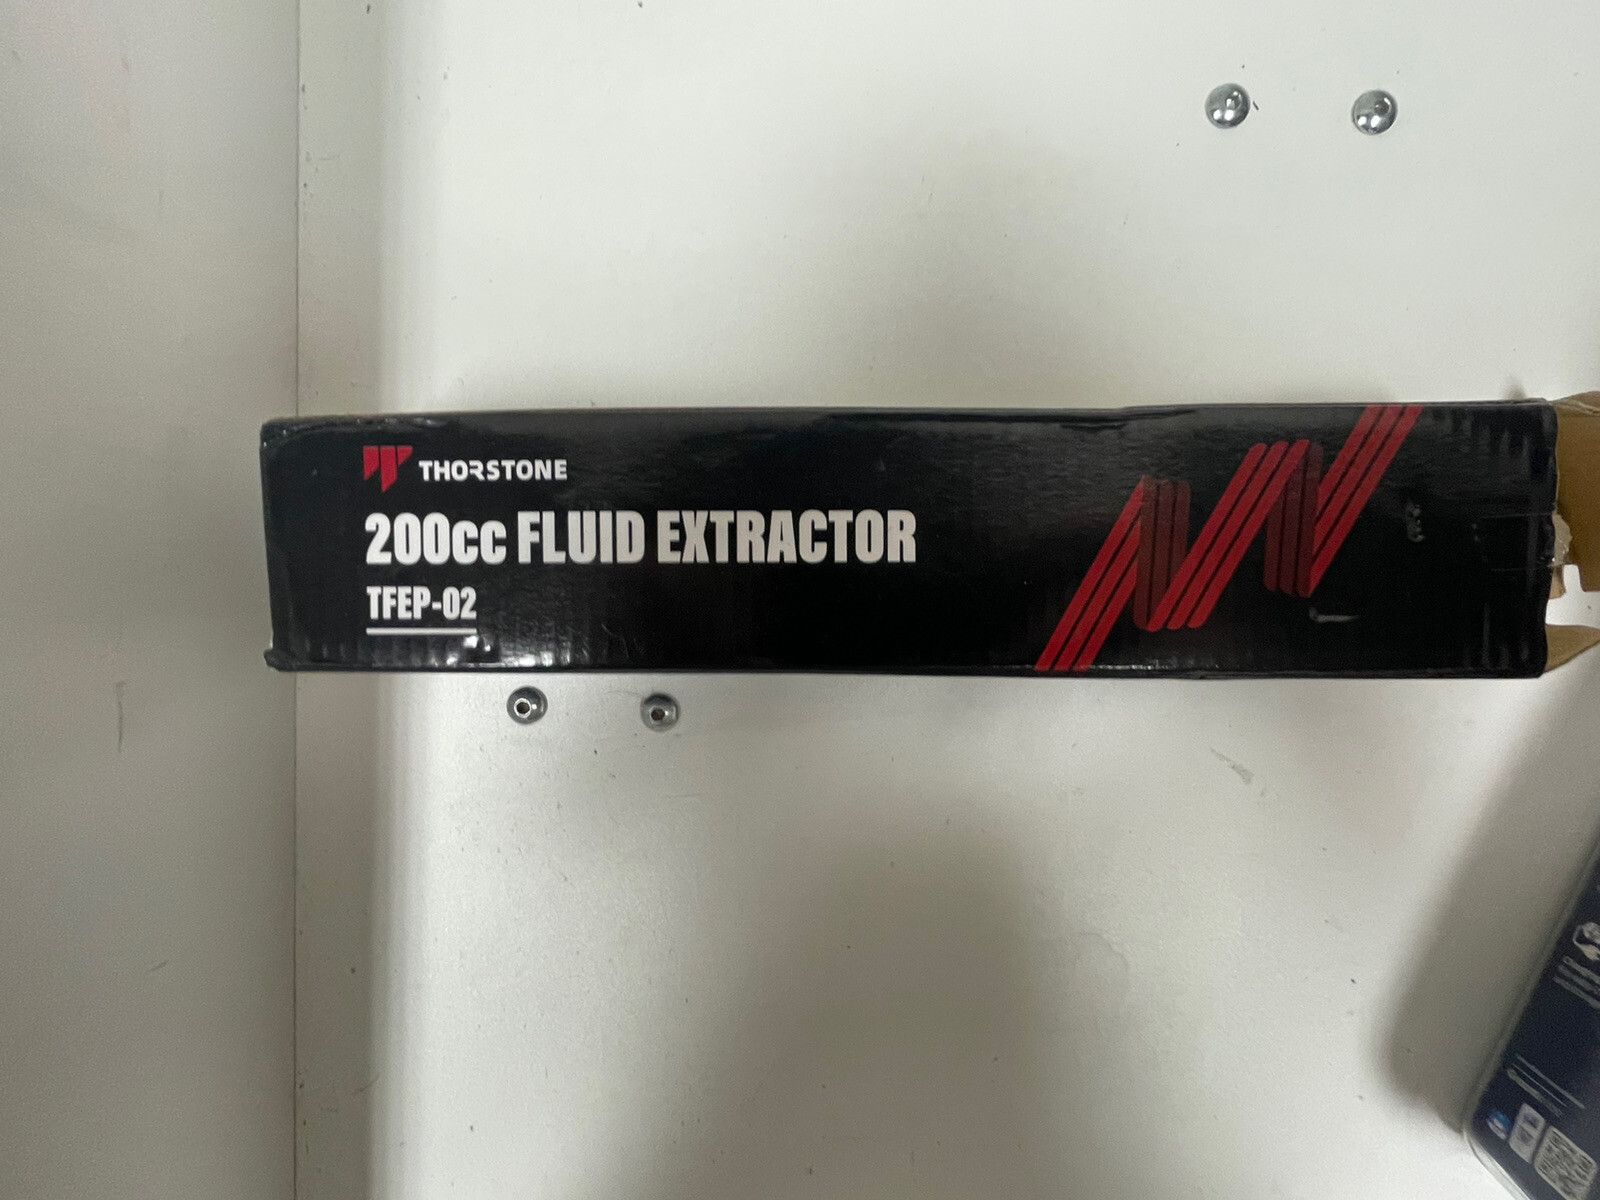 THORSTONE
200cc FLUID EXTRACTOR
TFEP-02